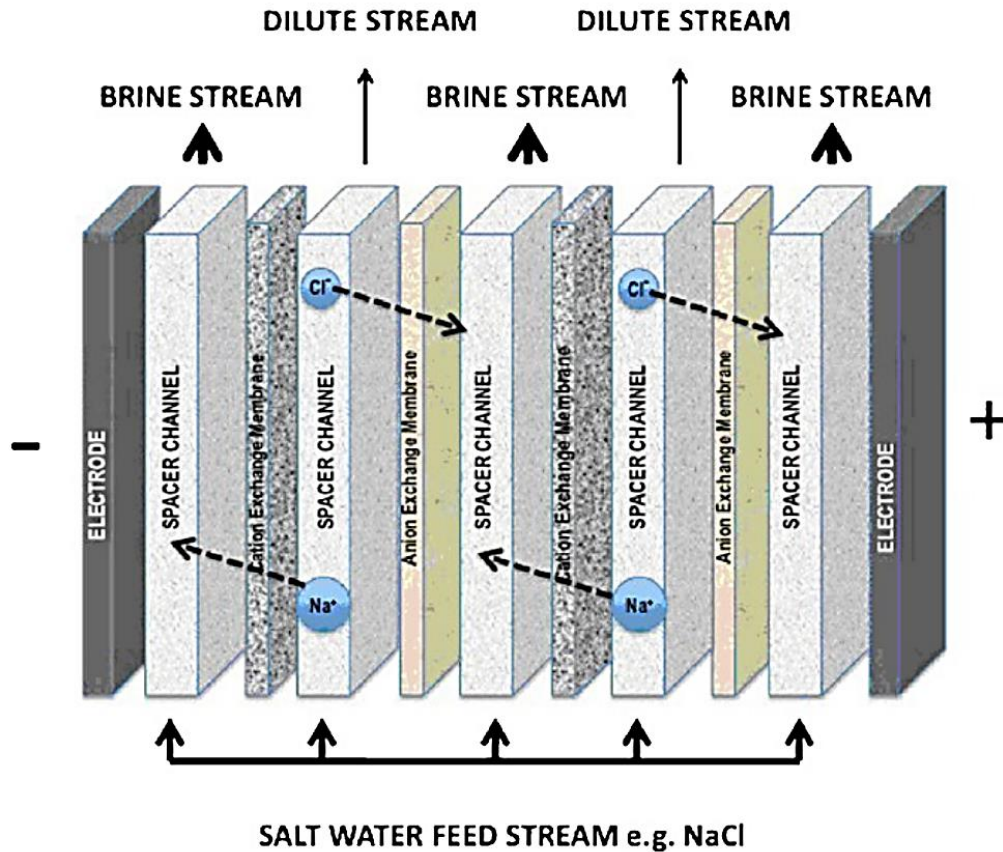 DILUTE STREAM
DILUTE STREAM
BRINE STREAM
BRINE STREAM
BRINE STREAM
-
+
ELECTRODE
SPACER CHANNEL
Cation Exchange Membrane
SPACER CHANNEL
Anion Exchange Membrane
SPACER CHANNEL
Cation Exchange Membrane
SPACER CHANNEL
Anion Exchange Membrane
SPACER CHANNEL
ELECTRODE
Cl⁻
Cl⁻
Na⁺
Na⁺
SALT WATER FEED STREAM e.g. NaCl